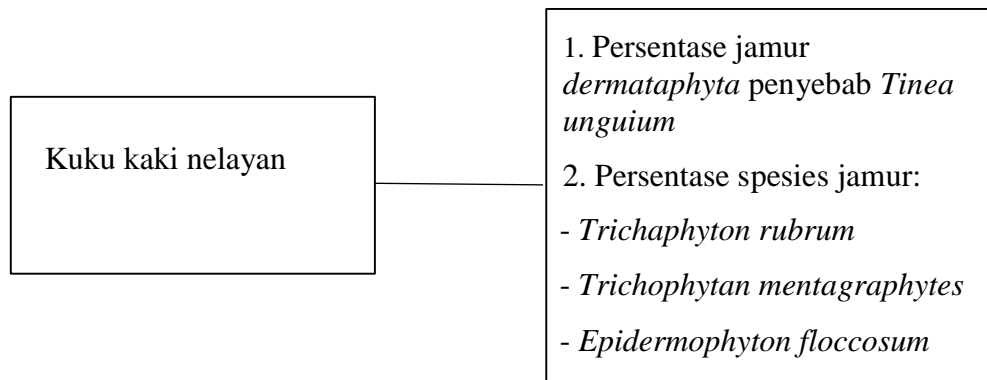 Kuku kaki nelayan
1. Persentase jamur
dermataphyta penyebab Tinea
unguium
2. Persentase spesies jamur:
- Trichaphyton rubrum
- Trichophytan mentagraphytes
- Epidermophyton floccosum